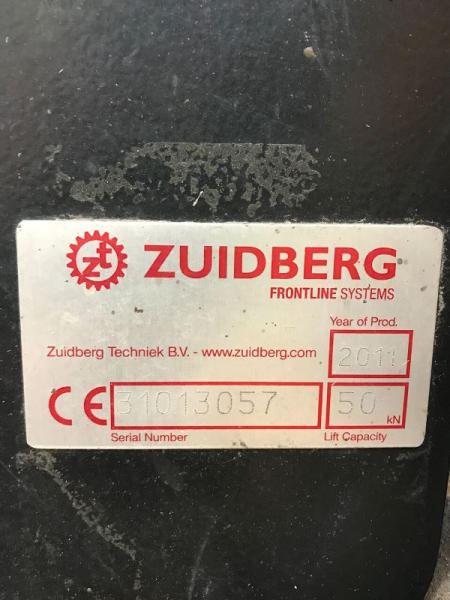 zt ZUIDBERG
FRONTLINE SYSTEMS
Year of Prod.
Zuidberg Techniek B.V. - www.zuidberg.com 2011
CE 31013057 50 kN
Serial Number Lift Capacity